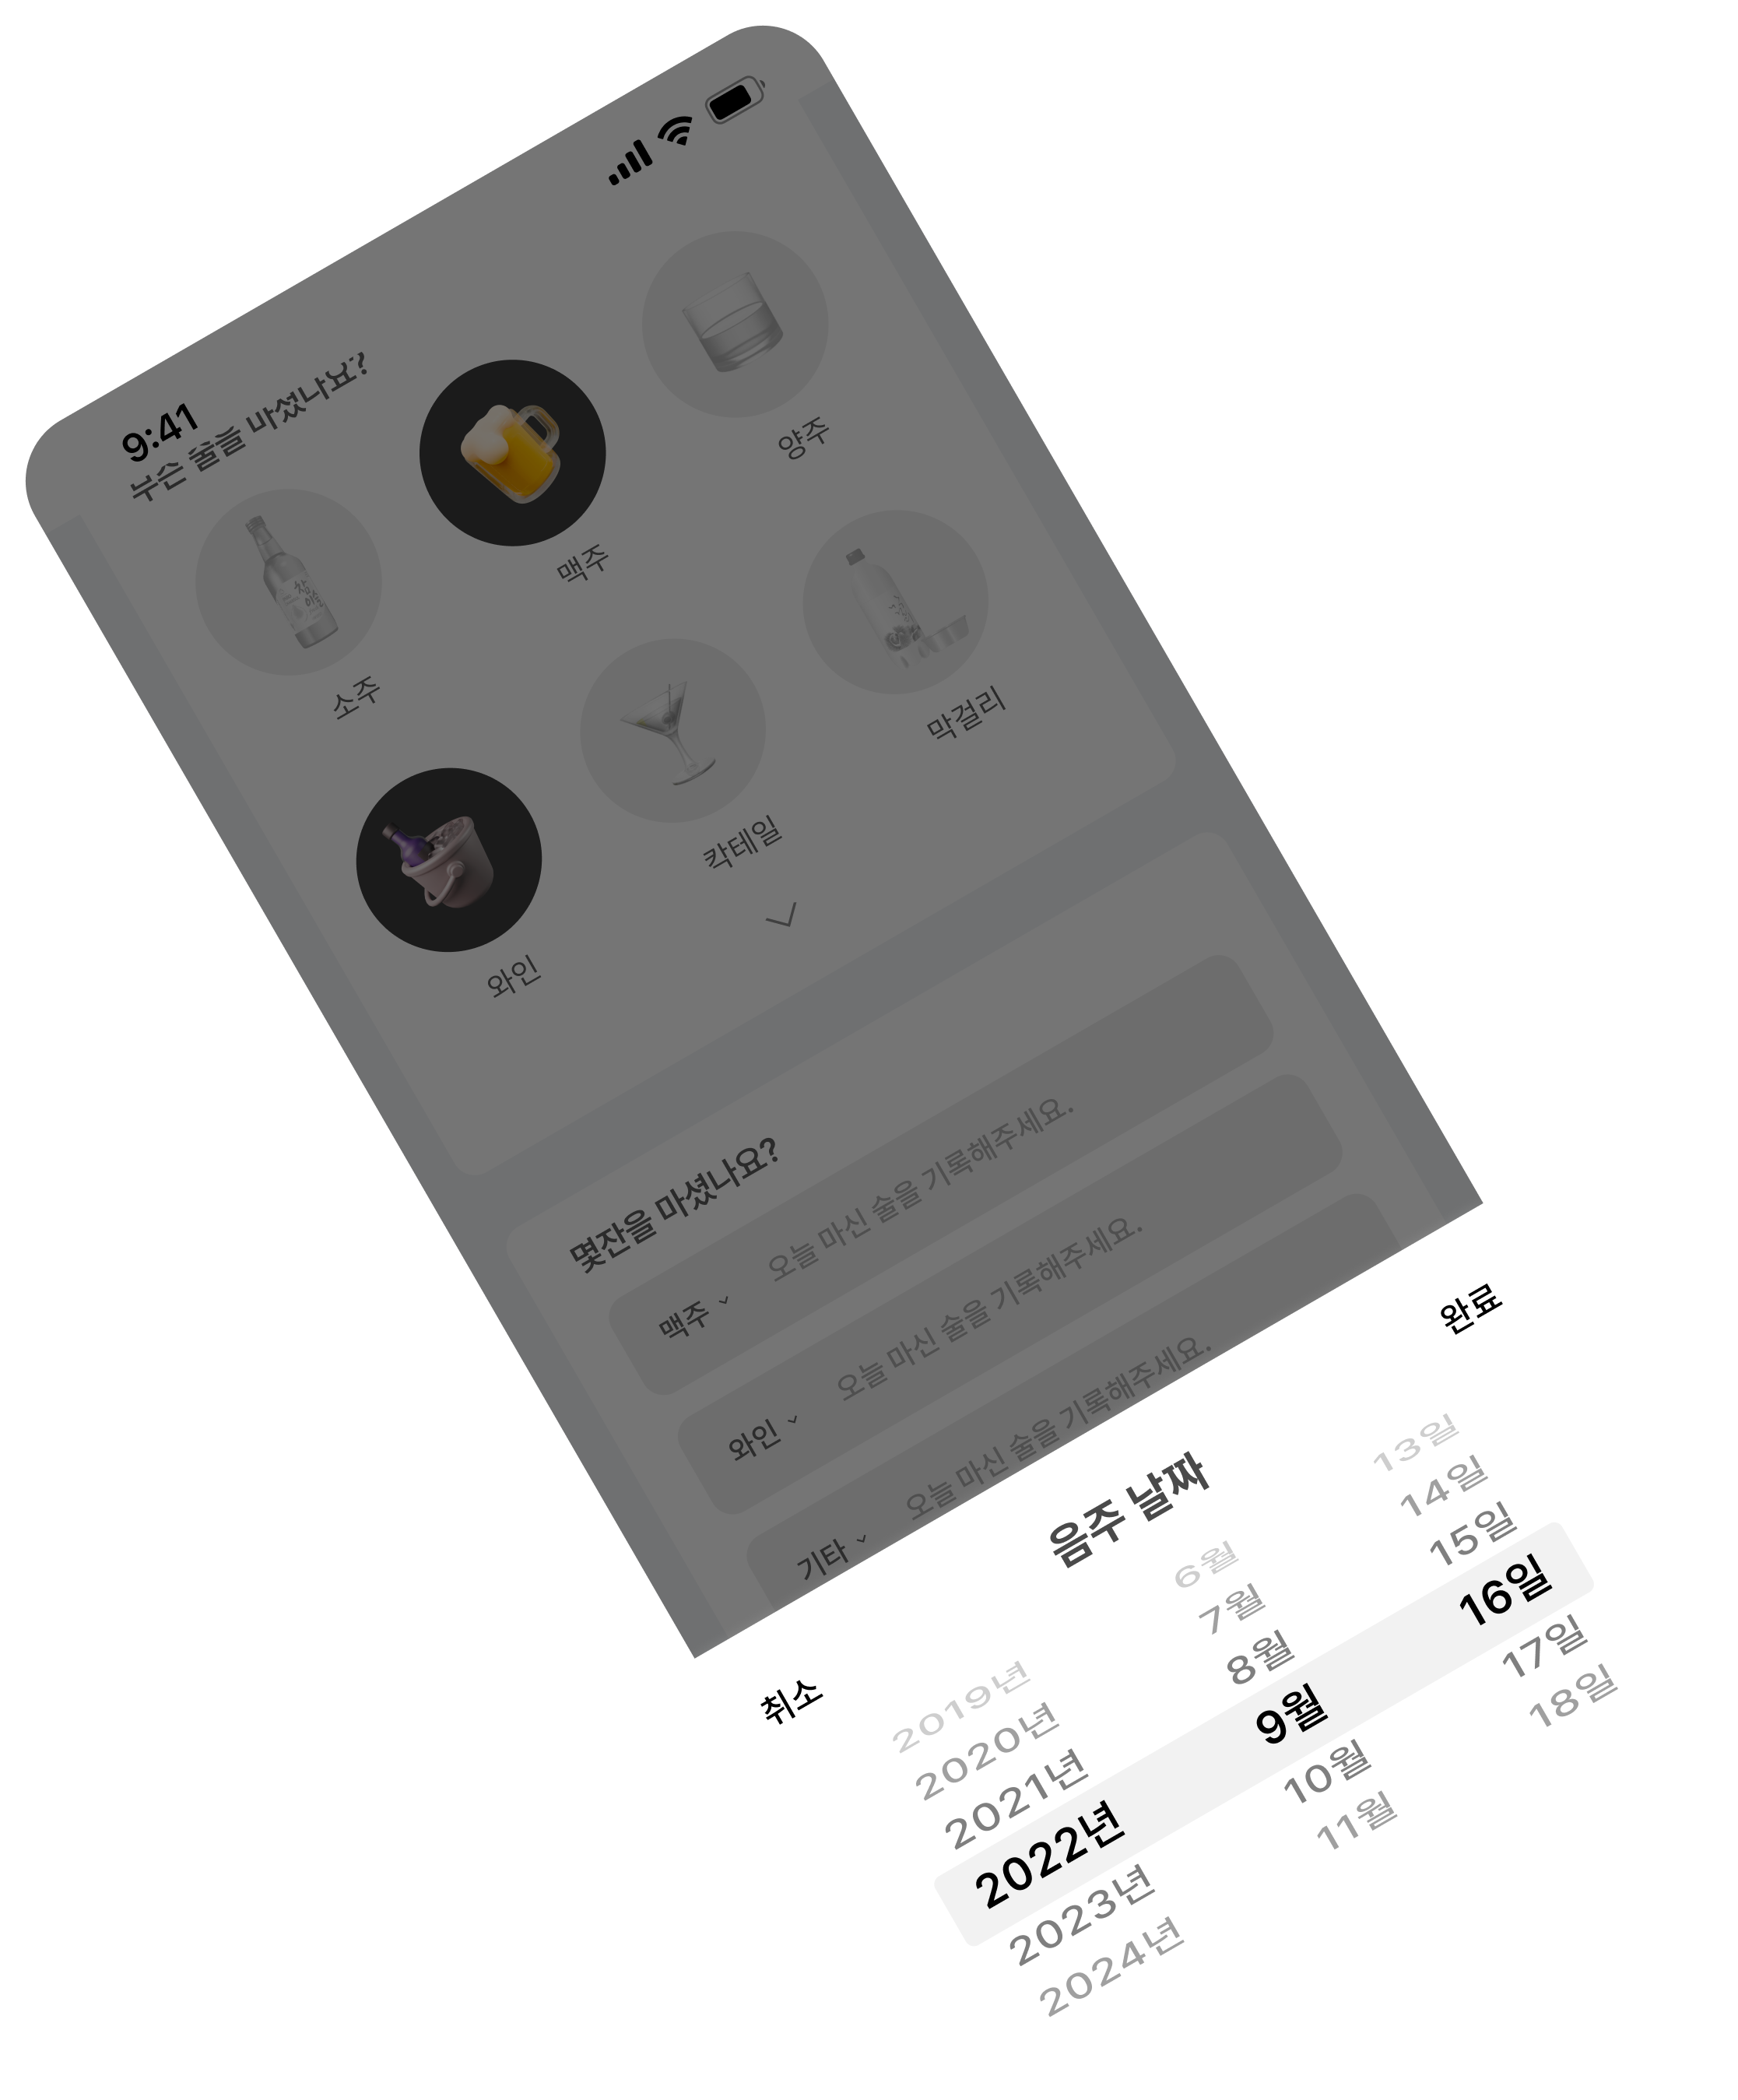 9:41
무슨 술을 마셨나요?
소주
맥주
양주
와인
칵테일
막걸리
몇잔을 마셨나요?
맥주 오늘 마신 술을 기록해주세요.
와인 오늘 마신 술을 기록해주세요.
기타 오늘 마신 술을 기록해주세요.
취소 완료
음주 날짜
2019년 6월 13일
2020년 7월 14일
2021년 8월 15일
2022년 9월 16일
2023년 10월 17일
2024년 11월 18일